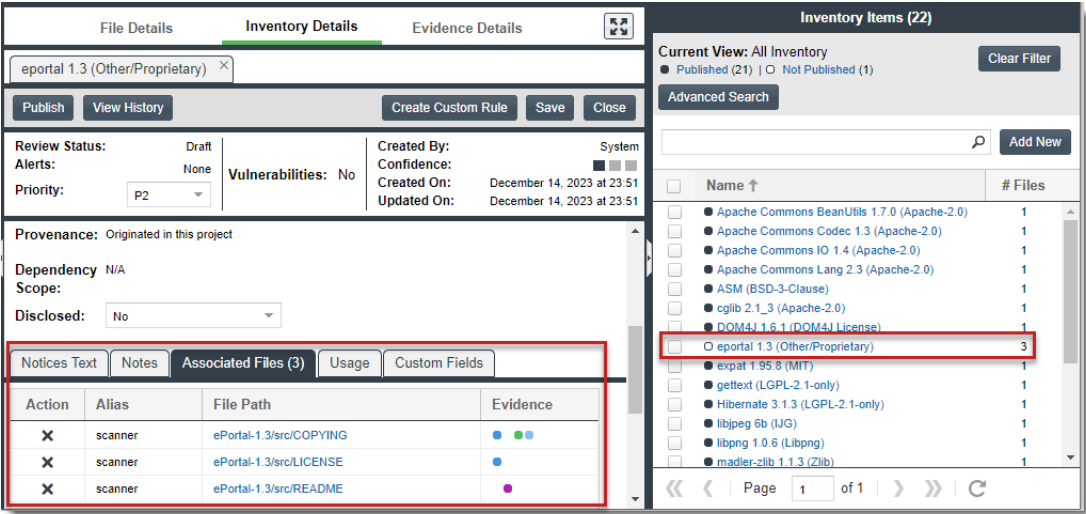 File Details
Inventory Details
Evidence Details
eportal 1.3 (Other/Proprietary) ×
Publish
View History
Create Custom Rule
Save
Close
Review Status: Draft
Alerts: None
Priority: P2
Vulnerabilities: No
Created By: System
Confidence:
Created On: December 14, 2023 at 23:51
Updated On: December 14, 2023 at 23:51
Provenance: Originated in this project
Dependency N/A
Scope:
Disclosed: No
Notices Text
Notes
Associated Files (3)
Usage
Custom Fields
Action Alias File Path Evidence
scanner ePortal-1.3/src/COPYING
scanner ePortal-1.3/src/LICENSE
scanner ePortal-1.3/src/README
Inventory Items (22)
Current View: All Inventory
Published (21) | Not Published (1)
Clear Filter
Advanced Search
Add New
Name # Files
Apache Commons BeanUtils 1.7.0 (Apache-2.0) 1
Apache Commons Codec 1.3 (Apache-2.0) 1
Apache Commons IO 1.4 (Apache-2.0) 1
Apache Commons Lang 2.3 (Apache-2.0) 1
ASM (BSD-3-Clause) 1
cglib 2.1_3 (Apache-2.0) 1
DOM4J 1.6.1 (DOM4J License) 1
eportal 1.3 (Other/Proprietary) 3
expat 1.95.8 (MIT) 1
gettext (LGPL-2.1-only) 1
Hibernate 3.1.3 (LGPL-2.1-only) 1
libjpeg 6b (IJG) 1
libpng 1.0.6 (Libpng) 1
madler-zlib 1.1.3 (Zlib) 1
Page 1 of 1